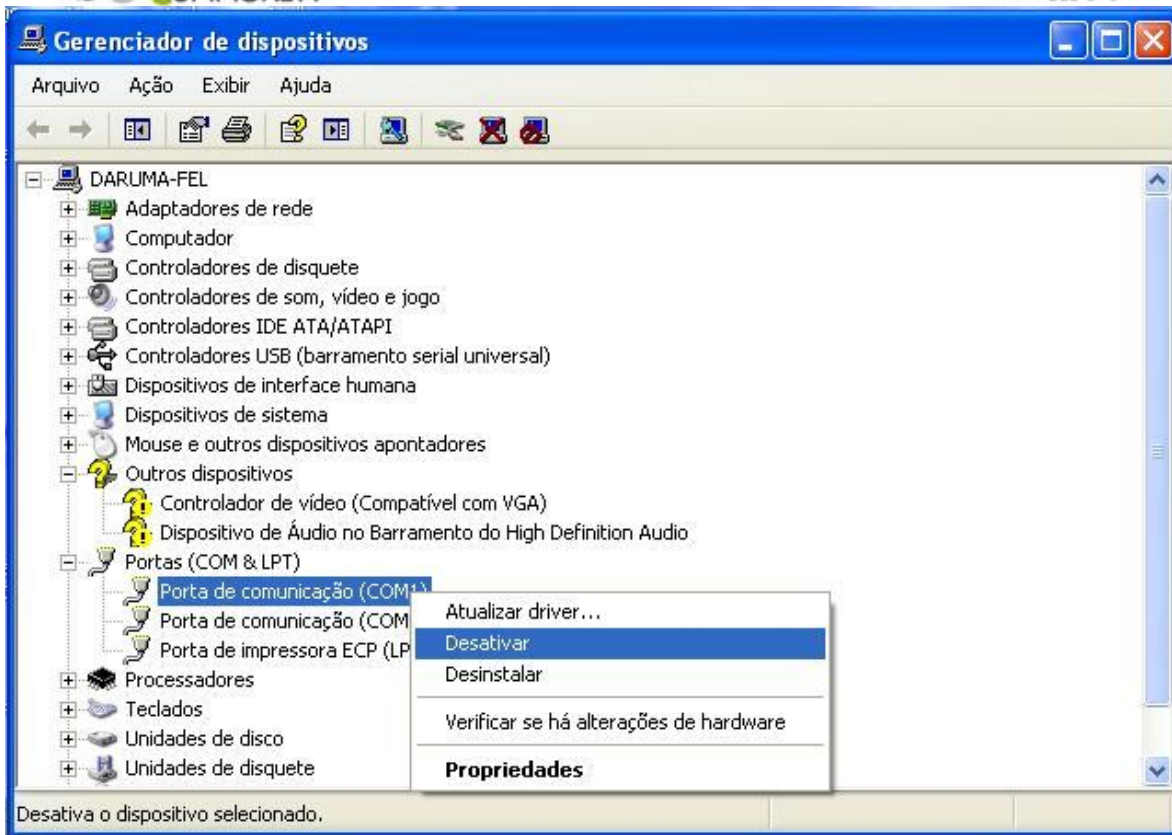 Gerenciador de dispositivos
Arquivo Ação Exibir Ajuda
DARUMA-FEL
Adaptadores de rede
Computador
Controladores de disquete
Controladores de som, vídeo e jogo
Controladores IDE ATA/ATAPI
Controladores USB (barramento serial universal)
Dispositivos de interface humana
Dispositivos de sistema
Mouse e outros dispositivos apontadores
Outros dispositivos
Controlador de vídeo (Compatível com VGA)
Dispositivo de Áudio no Barramento do High Definition Audio
Portas (COM & LPT)
Porta de comunicação (COM1)
Porta de comunicação (COM
Porta de impressora ECP (LP
Processadores
Teclados
Unidades de disco
Unidades de disquete
Atualizar driver...
Desativar
Desinstalar
Verificar se há alterações de hardware
Propriedades
Desativa o dispositivo selecionado.